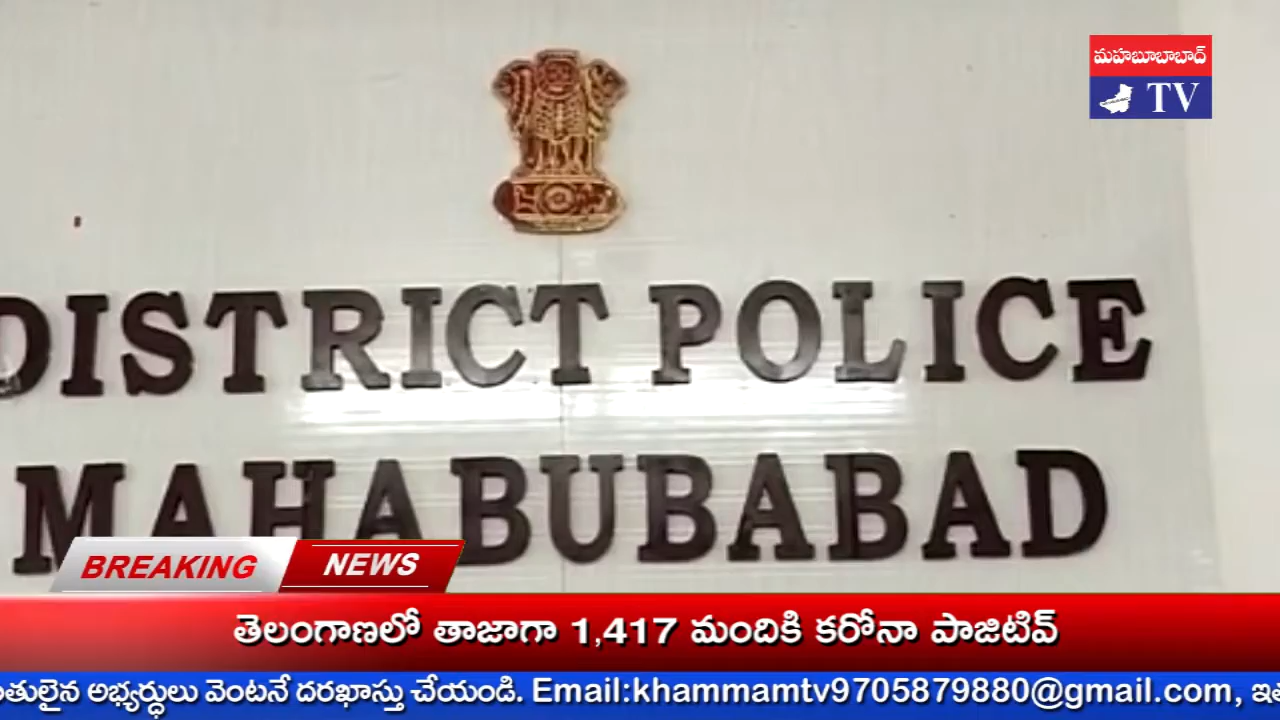 మహబూబాబాద్
TV
DISTRICT POLICE
MAHABUBABAD
BREAKING NEWS
తెలంగాణలో తాజాగా 1,417 మందికి కరోనా పాజిటివ్
అభ్యర్ధులు వెంటనే దరఖాస్తు చేయండి. Email:khammamtv9705879880@gmail.com,